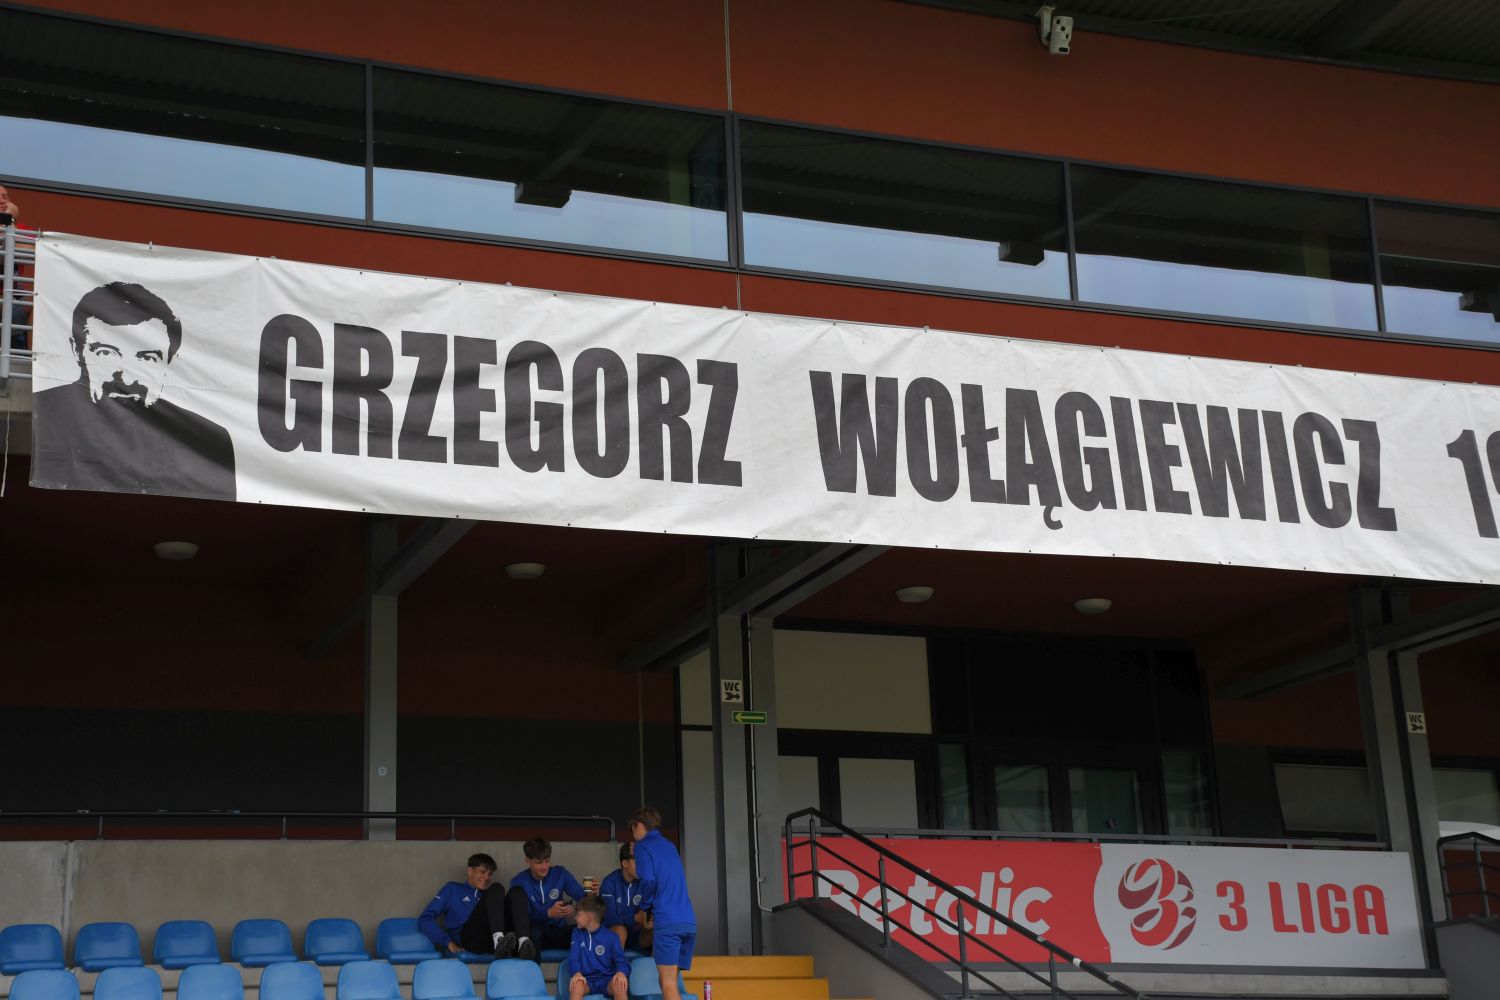 GRZEGORZ WOŁĄGIEWICZ
WC
WC
Betclic
3 LIGA